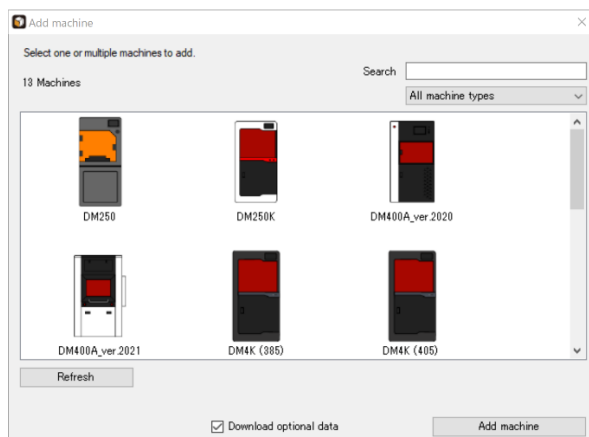 Add machine
Select one or multiple machines to add.
13 Machines
Search
All machine types
DM250
DM250K
DM400A_ver.2020
DM400A_ver.2021
DM4K (385)
DM4K (405)
Refresh
Download optional data
Add machine